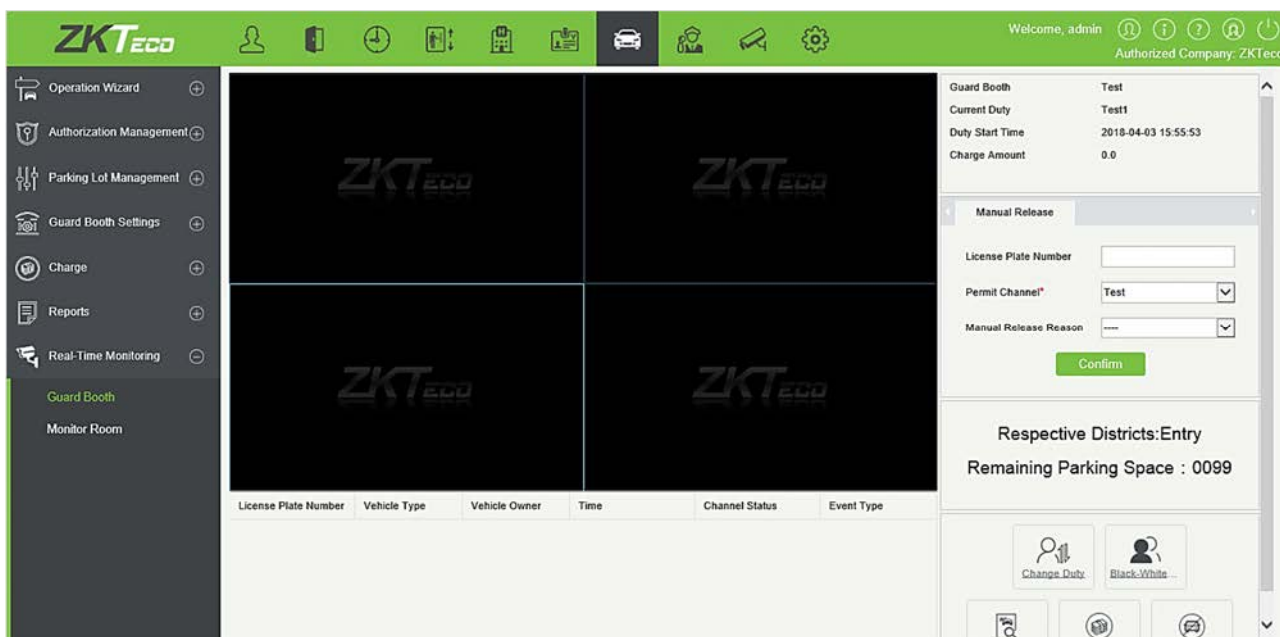 ZKTECO
Welcome, admin
Authorized Company: ZKTeco
Operation Wizard
Authorization Management
Parking Lot Management
Guard Booth Settings
Charge
Reports
Real-Time Monitoring
Guard Booth
Monitor Room
ZKTECO
ZKTECO
ZKTECO
ZKTECO
License Plate Number Vehicle Type Vehicle Owner Time Channel Status Event Type
Guard Booth Test
Current Duty Test1
Duty Start Time 2018-04-03 15:55:53
Charge Amount 0.0
Manual Release
License Plate Number
Permit Channel* Test
Manual Release Reason ----
Confirm
Respective Districts:Entry
Remaining Parking Space : 0099
Change Duty Black-White...